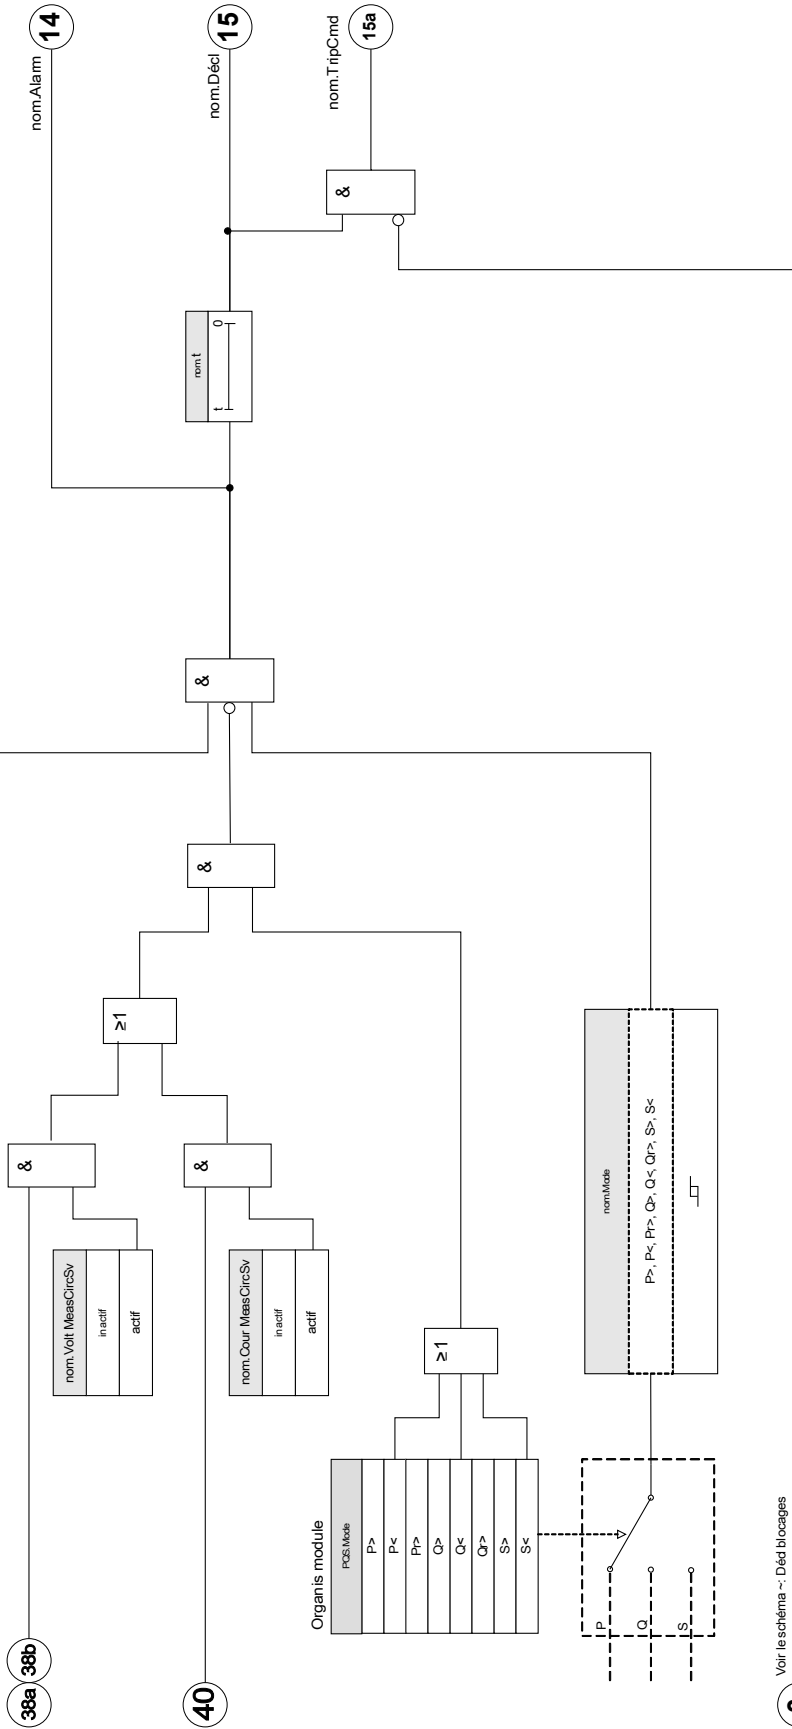 14
nom.Alarm
15
nom.Décl
15a
nom.TripCmd
&
nom.t
t 0
&
&
≥1
&
&
nom.Volt MeasCircSv
inactif
actif
nom.Cour MeasCircSv
inactif
actif
38a 38b
40
≥1
Organis module
PQS.Mode
P>
P<
Pr>
Q>
Q<
Qr>
S>
S<
nom.Mode
P>, P<, Pr>, Q>, Q<, Qr>, S>, S<
P
Q
S
Voir le schéma ~: Déd blocages